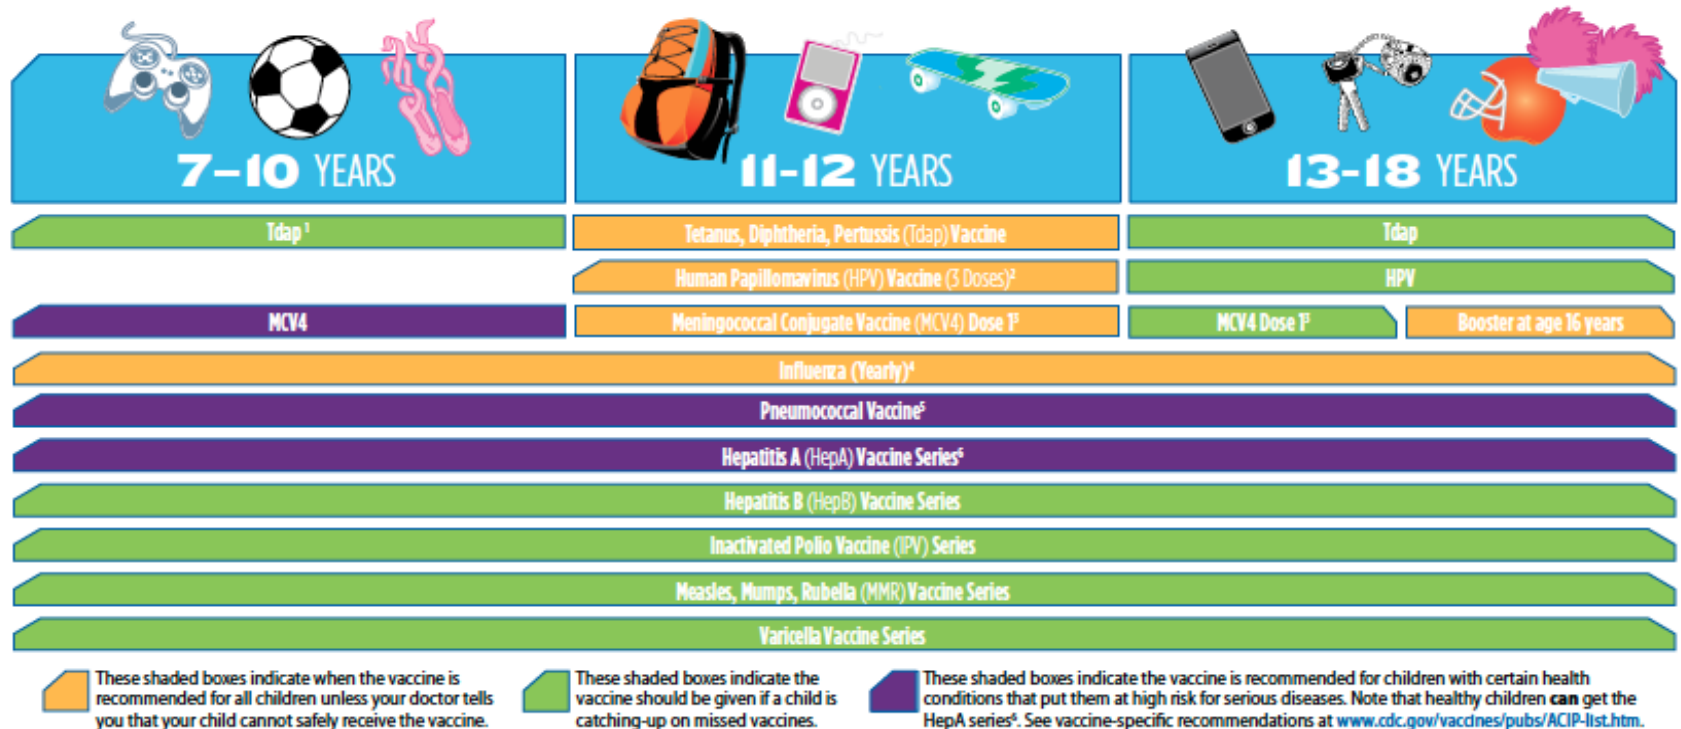 7–10 YEARS
11–12 YEARS
13–18 YEARS
Tdap ¹
Tetanus, Diphtheria, Pertussis (Tdap) Vaccine
Tdap
Human Papillomavirus (HPV) Vaccine (3 Doses)²
HPV
MCV4
Meningococcal Conjugate Vaccine (MCV4) Dose 1³
MCV4 Dose 1³
Booster at age 16 years
Influenza (Yearly)⁴
Pneumococcal Vaccine⁵
Hepatitis A (HepA) Vaccine Series⁶
Hepatitis B (HepB) Vaccine Series
Inactivated Polio Vaccine (IPV) Series
Measles, Mumps, Rubella (MMR) Vaccine Series
Varicella Vaccine Series
These shaded boxes indicate when the vaccine is
recommended for all children unless your doctor tells
you that your child cannot safely receive the vaccine.
These shaded boxes indicate the
vaccine should be given if a child is
catching-up on missed vaccines.
These shaded boxes indicate the vaccine is recommended for children with certain health
conditions that put them at high risk for serious diseases. Note that healthy children can get the
HepA series⁶. See vaccine-specific recommendations at www.cdc.gov/vaccines/pubs/ACIP-list.htm.